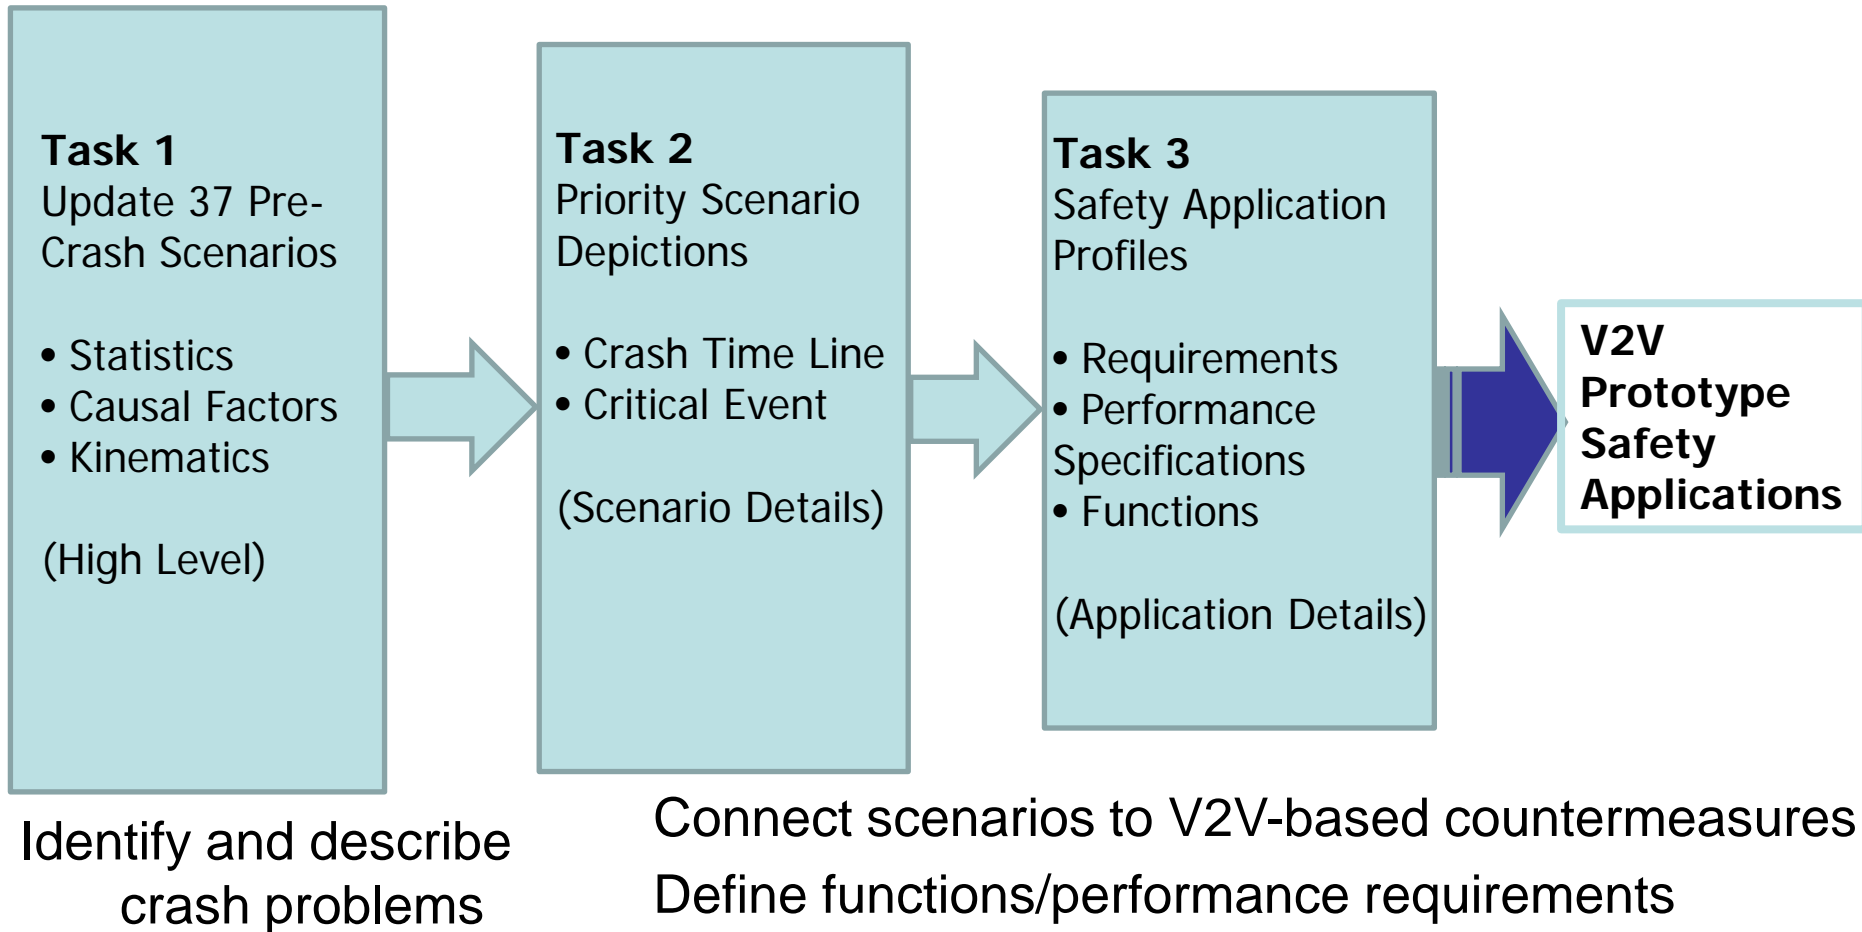 Task 1
Update 37 Pre-
Crash Scenarios
• Statistics
• Causal Factors
• Kinematics
(High Level)
Task 2
Priority Scenario
Depictions
• Crash Time Line
• Critical Event
(Scenario Details)
Task 3
Safety Application
Profiles
• Requirements
• Performance
Specifications
• Functions
(Application Details)
V2V
Prototype
Safety
Applications
Identify and describe
crash problems
Connect scenarios to V2V-based countermeasures
Define functions/performance requirements